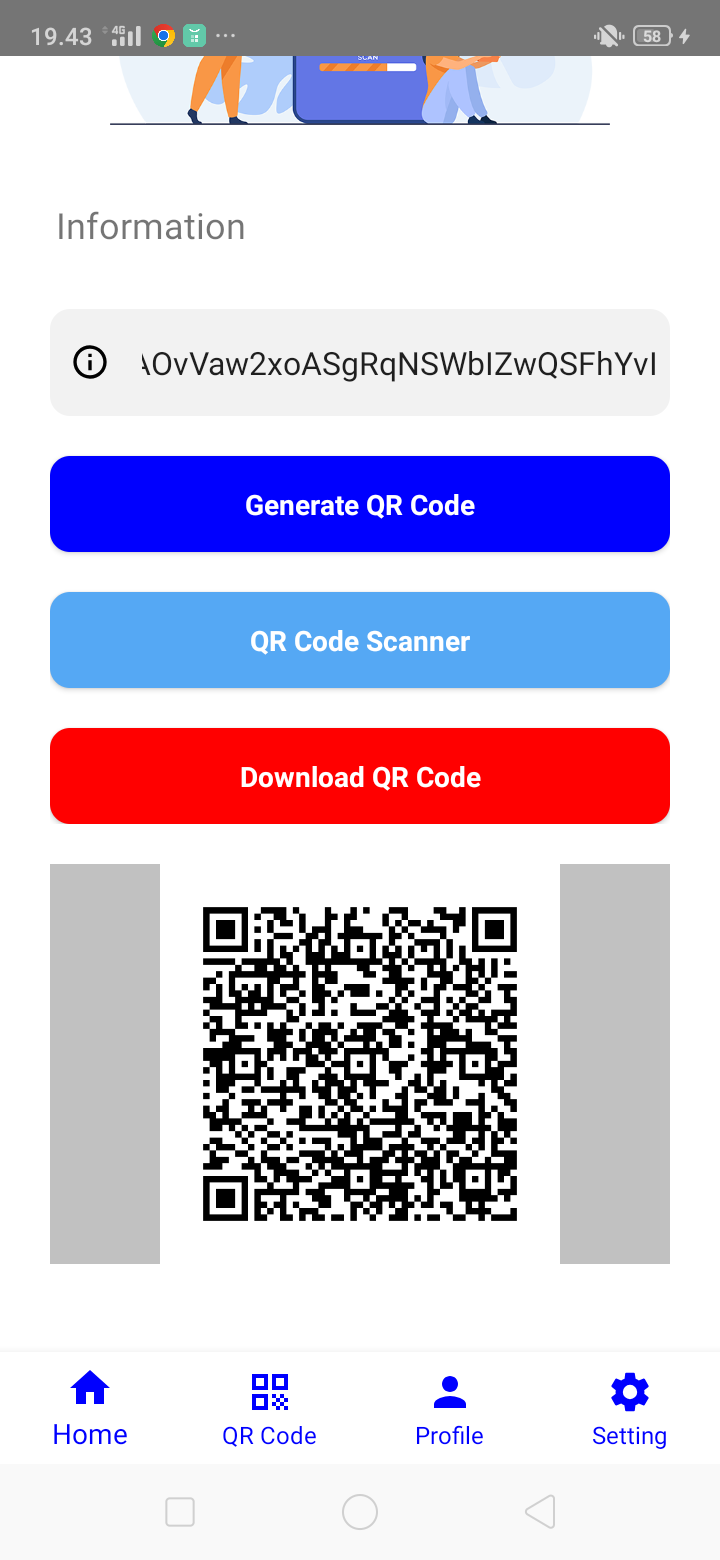 19.43 4G 58
SCAN
Information
AOvVaw2xoASgRqNSWbIZwQSFhYvI
Generate QR Code
QR Code Scanner
Download QR Code
Home QR Code Profile Setting